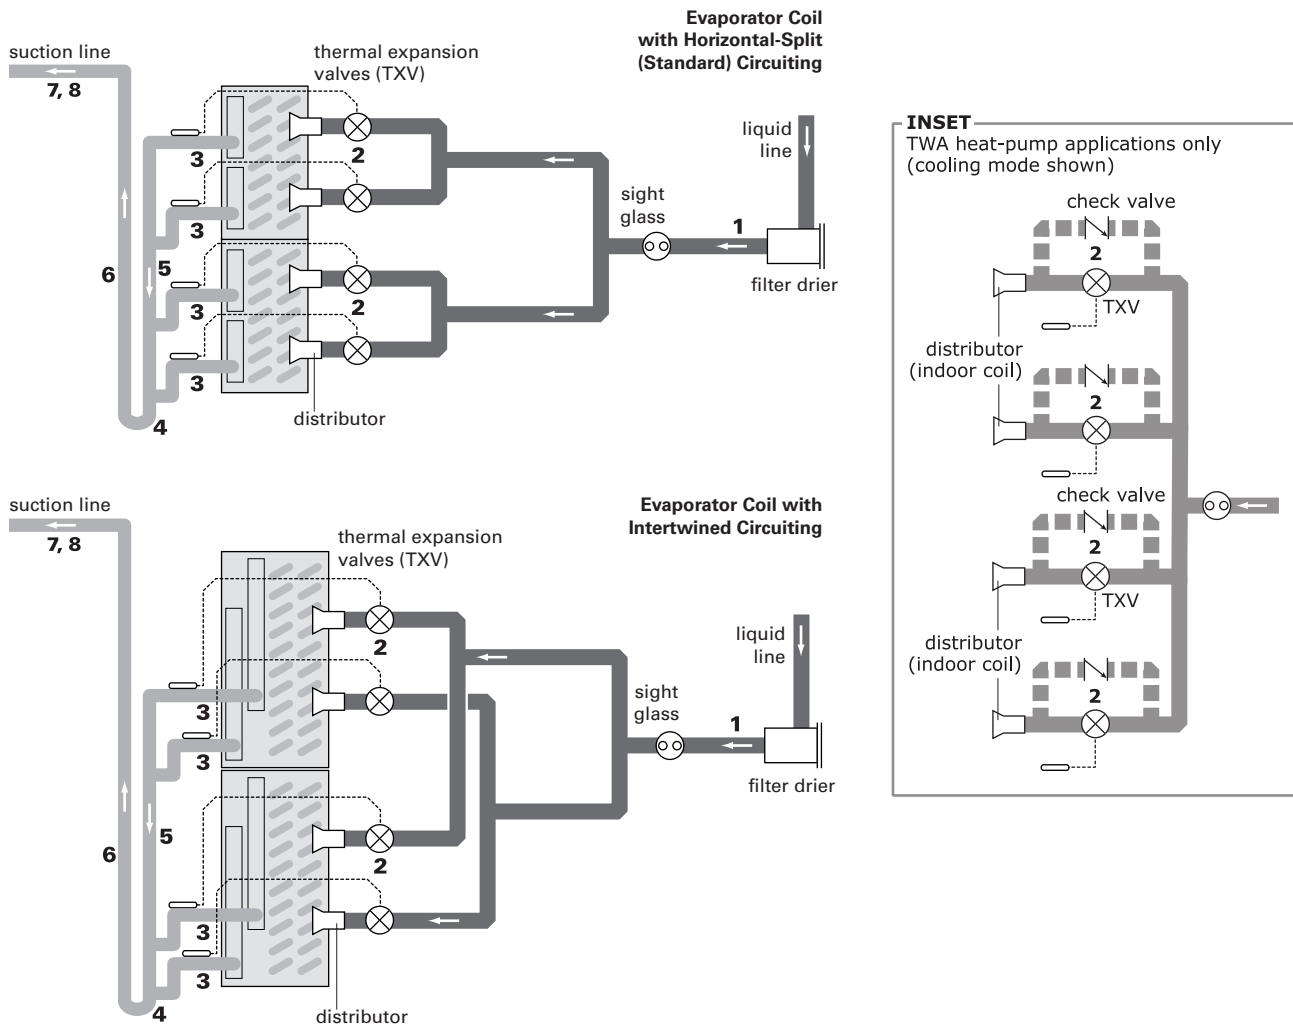 Evaporator Coil
with Horizontal-Split
(Standard) Circuiting
suction line
7, 8
thermal expansion
valves (TXV)
liquid
line
3
2
sight
glass
1
3
6
5
filter drier
3
2
3
distributor
4
suction line
7, 8
Evaporator Coil with
Intertwined Circuiting
thermal expansion
valves (TXV)
liquid
line
2
3
sight
glass
1
3
filter drier
5
6
2
3
3
4
distributor
INSET
TWA heat-pump applications only
(cooling mode shown)
check valve
2
TXV
distributor
(indoor coil)
2
check valve
2
TXV
distributor
(indoor coil)
2